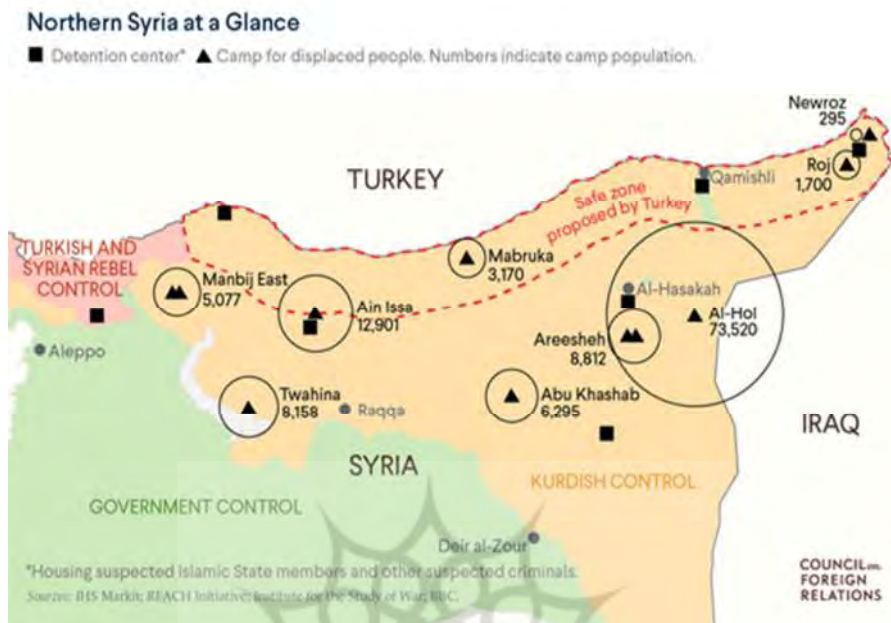 Northern Syria at a Glance
Detention center* Camp for displaced people. Numbers indicate camp population.
Newroz
295
TURKEY
Qamishli
Roj
1,700
Safe zone
proposed by Turkey
TURKISH AND
SYRIAN REBEL
CONTROL
Manbij East
5,077
Mabruka
3,170
Ain Issa
12,901
Al-Hasakah
Al-Hol
73,520
Areesheh
8,812
Aleppo
Twahina
8,158
Raqqa
Abu Khashab
6,295
IRAQ
SYRIA
KURDISH CONTROL
GOVERNMENT CONTROL
Deir al-Zour
*Housing suspected Islamic State members and other suspected criminals.
Sources: IHS Markit; REACH Initiative; Institute for the Study of War; BBC.
COUNCIL on
FOREIGN
RELATIONS